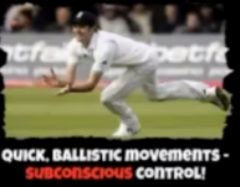 Quick, Ballistic movements -
subconscious control!